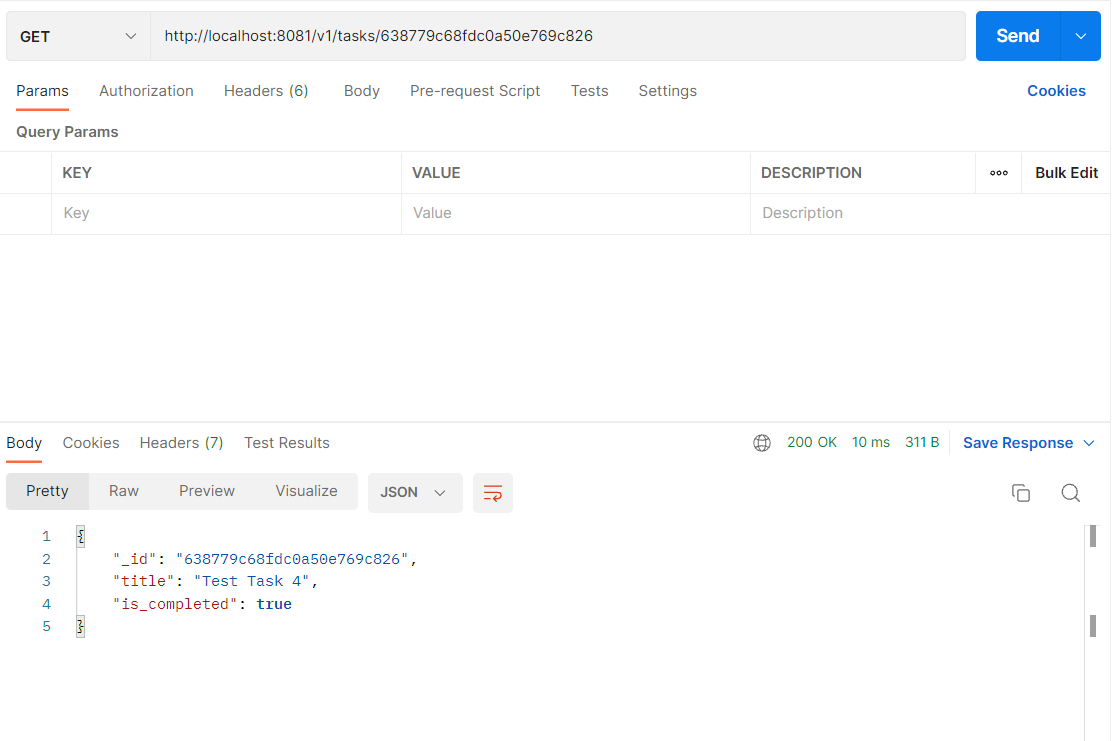 GET http://localhost:8081/v1/tasks/638779c68fdc0a50e769c826 Send
Params Authorization Headers (6) Body Pre-request Script Tests Settings Cookies
Query Params
KEY VALUE DESCRIPTION ooo Bulk Edit
Key Value Description
Body Cookies Headers (7) Test Results 200 OK 10 ms 311 B Save Response
Pretty Raw Preview Visualize JSON
1 {
2 "_id": "638779c68fdc0a50e769c826",
3 "title": "Test Task 4",
4 "is_completed": true
5 }